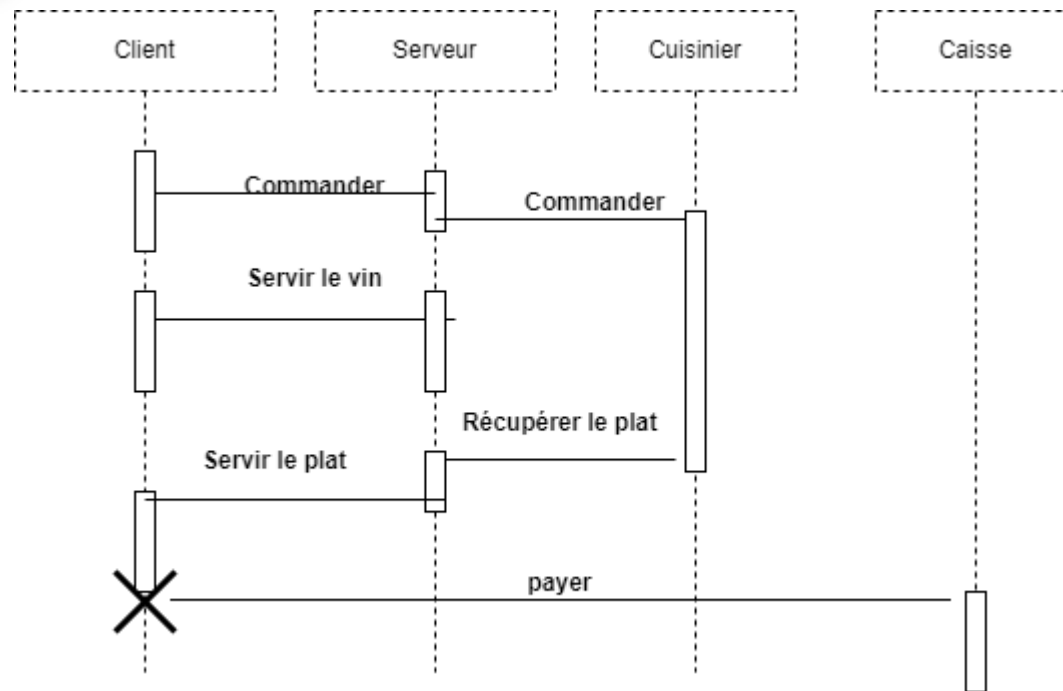 Client
Serveur
Cuisinier
Caisse
Commander
Commander
Servir le vin
Récupérer le plat
Servir le plat
payer